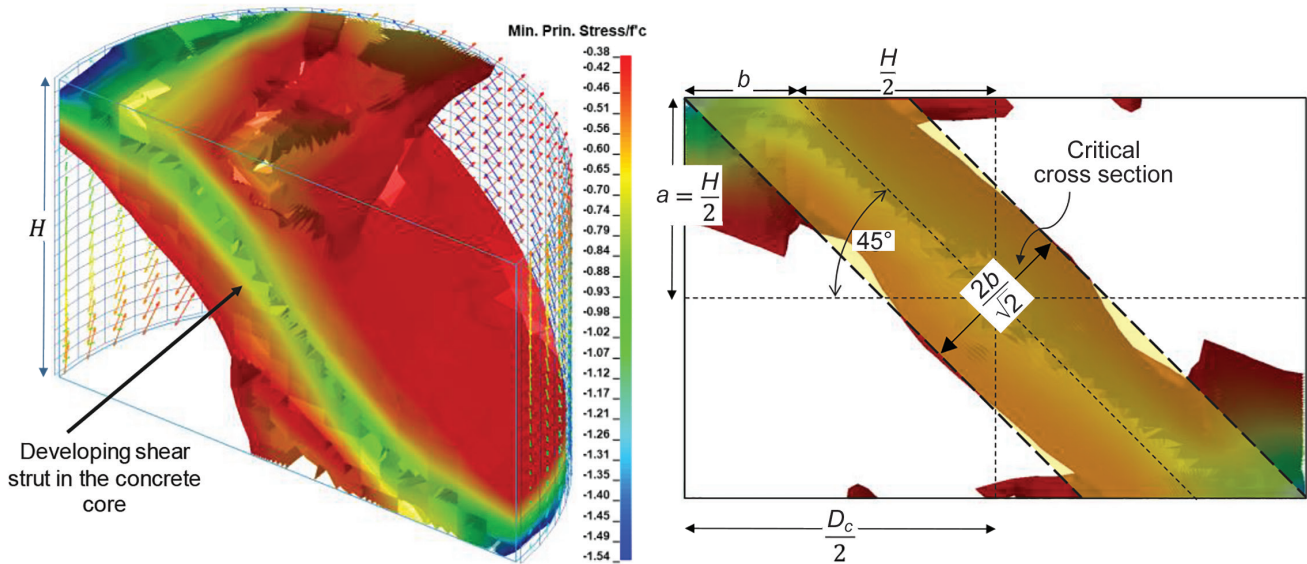 Min. Prin. Stress/f'c
-0.38
-0.42
-0.46
-0.51
-0.56
-0.60
-0.65
-0.70
-0.74
-0.79
-0.84
-0.88
-0.93
-0.98
-1.02
-1.07
-1.12
-1.17
-1.21
-1.26
-1.31
-1.35
-1.40
-1.45
-1.49
-1.54
H
Developing shear
strut in the concrete
core
b
H
2
a = H
2
Critical
cross section
45°
2b
√2
D_c
2